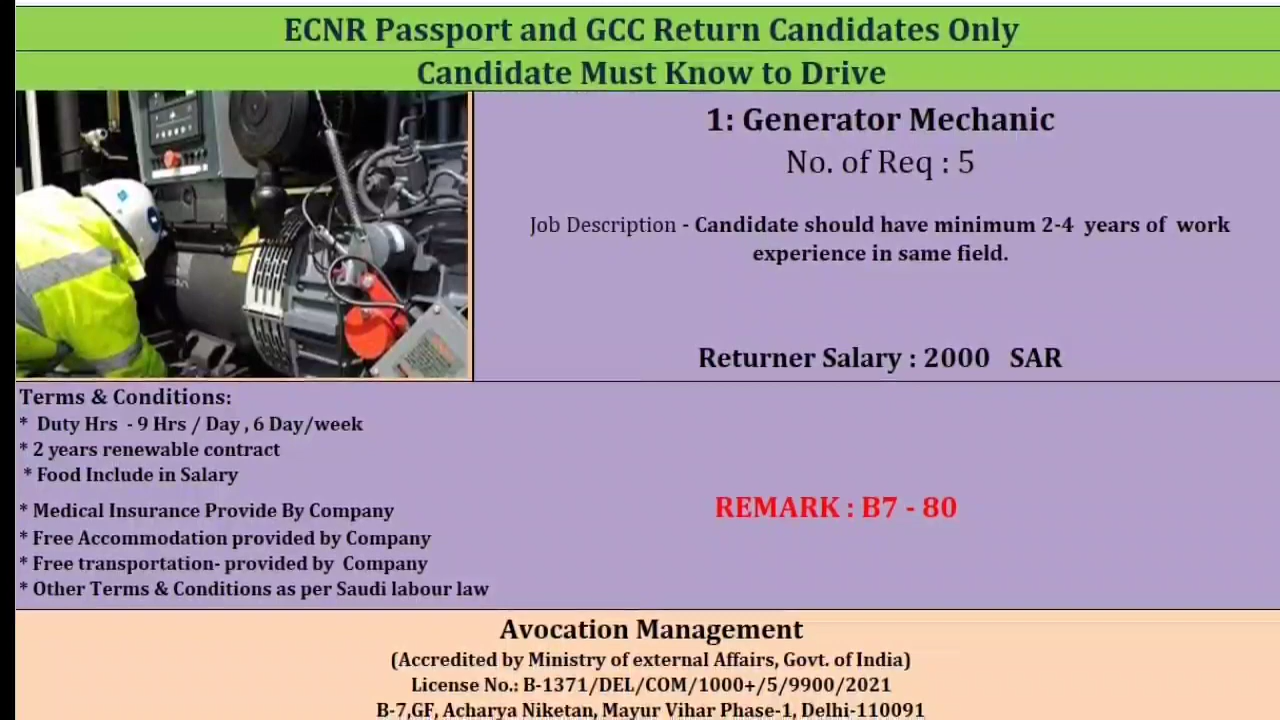 ECNR Passport and GCC Return Candidates Only
Candidate Must Know to Drive
1: Generator Mechanic
No. of Req : 5
Job Description - Candidate should have minimum 2-4 years of work
experience in same field.
Returner Salary : 2000 SAR
Terms & Conditions:
* Duty Hrs - 9 Hrs / Day , 6 Day/week
* 2 years renewable contract
* Food Include in Salary
* Medical Insurance Provide By Company
* Free Accommodation provided by Company
* Free transportation- provided by Company
* Other Terms & Conditions as per Saudi labour law
REMARK : B7 - 80
Avocation Management
(Accredited by Ministry of external Affairs, Govt. of India)
License No.: B-1371/DEL/COM/1000+/5/9900/2021
B-7,GF, Acharya Niketan, Mayur Vihar Phase-1, Delhi-110091